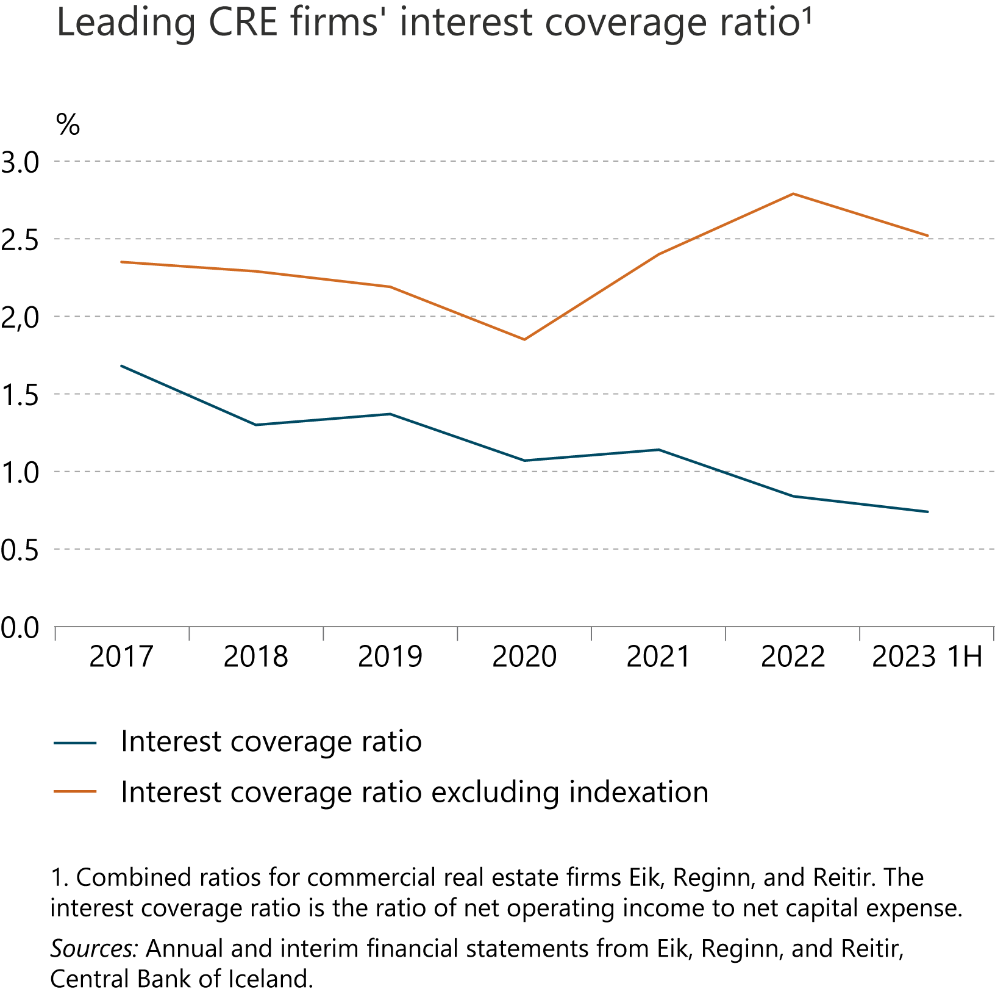 Leading CRE firms' interest coverage ratio¹
%
3.0
2.5
2,0
1.5
1.0
0.5
0.0
2017 2018 2019 2020 2021 2022 2023 1H
Interest coverage ratio
Interest coverage ratio excluding indexation
1. Combined ratios for commercial real estate firms Eik, Reginn, and Reitir. The
interest coverage ratio is the ratio of net operating income to net capital expense.
Sources: Annual and interim financial statements from Eik, Reginn, and Reitir,
Central Bank of Iceland.